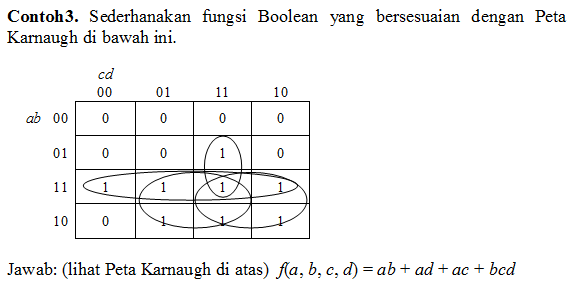 Contoh3. Sederhanakan fungsi Boolean yang bersesuaian dengan Peta
Karnaugh di bawah ini.
cd
00 01 11 10
ab 00 0 0 0 0
01 0 0 1 0
11 1 1 1 1
10 0 1 1 1
Jawab: (lihat Peta Karnaugh di atas) f(a, b, c, d) = ab + ad + ac + bcd